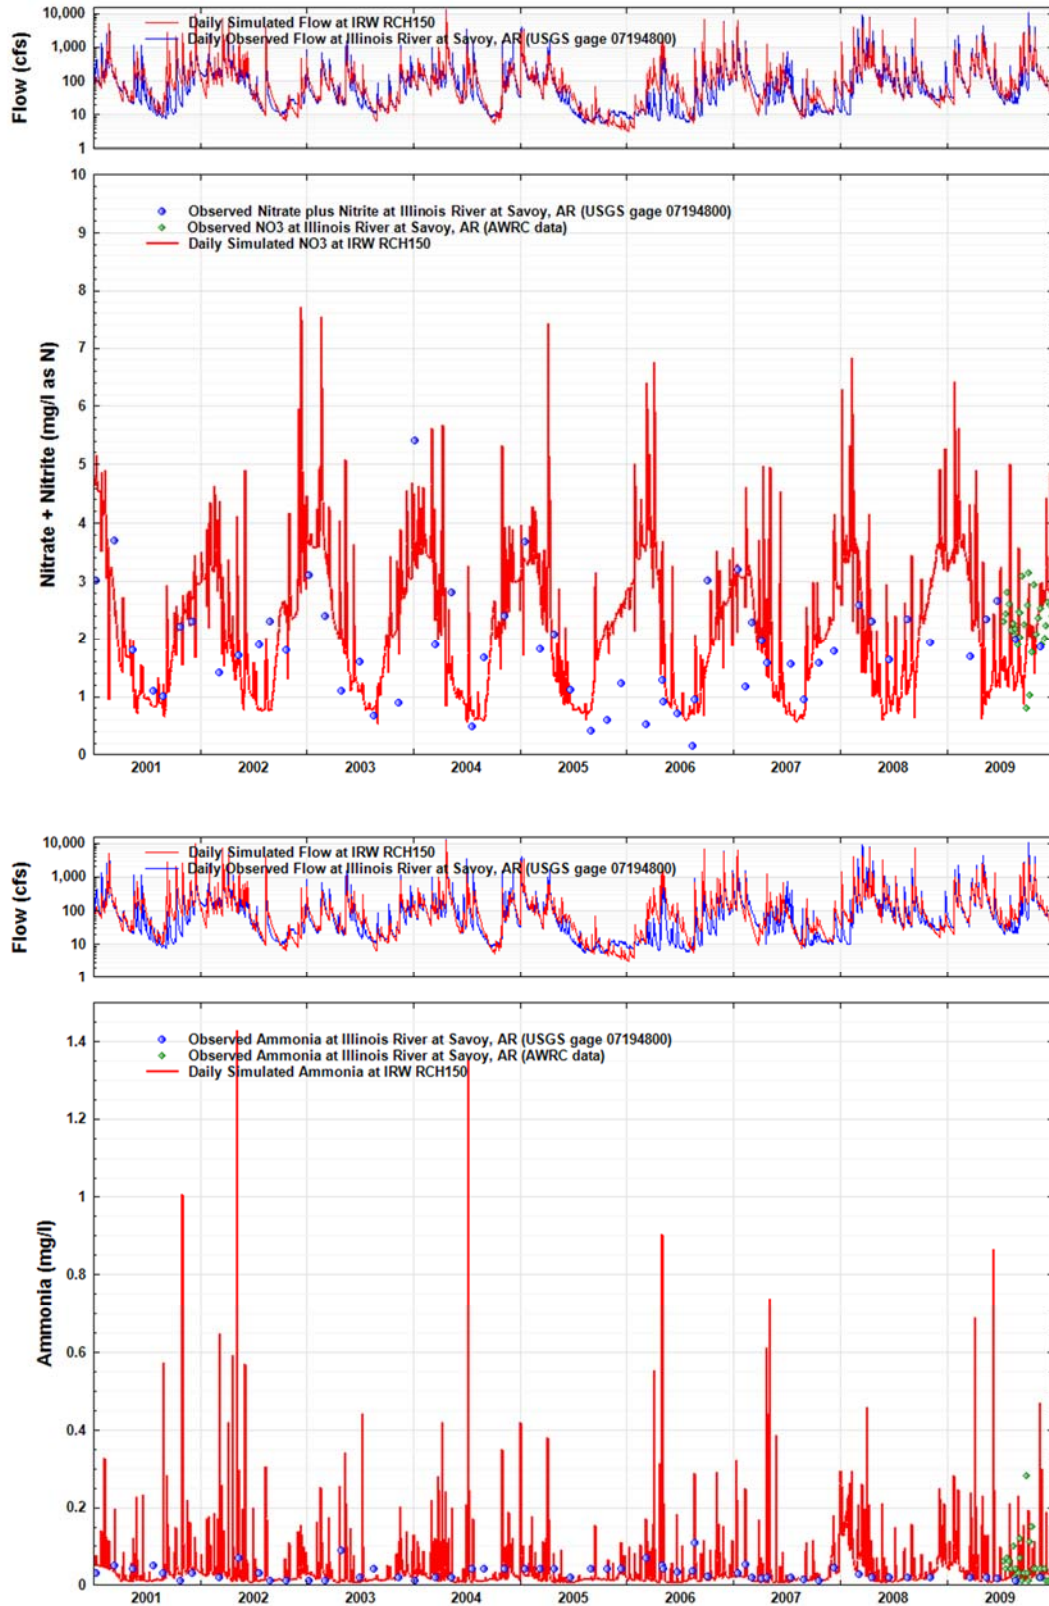 10,000
1,000
100
10
1
Flow (cfs)
Daily Simulated Flow at IRW RCH150
Daily Observed Flow at Illinois River at Savoy, AR (USGS gage 07194800)
10
9
8
7
6
5
4
3
2
1
0
Nitrate + Nitrite (mg/l as N)
Observed Nitrate plus Nitrite at Illinois River at Savoy, AR (USGS gage 07194800)
Observed NO3 at Illinois River at Savoy, AR (AWRC data)
Daily Simulated NO3 at IRW RCH150
2001 2002 2003 2004 2005 2006 2007 2008 2009
10,000
1,000
100
10
1
Flow (cfs)
Daily Simulated Flow at IRW RCH150
Daily Observed Flow at Illinois River at Savoy, AR (USGS gage 07194800)
1.4
1.2
1
0.8
0.6
0.4
0.2
0
Ammonia (mg/l)
Observed Ammonia at Illinois River at Savoy, AR (USGS gage 07194800)
Observed Ammonia at Illinois River at Savoy, AR (AWRC data)
Daily Simulated Ammonia at IRW RCH150
2001 2002 2003 2004 2005 2006 2007 2008 2009